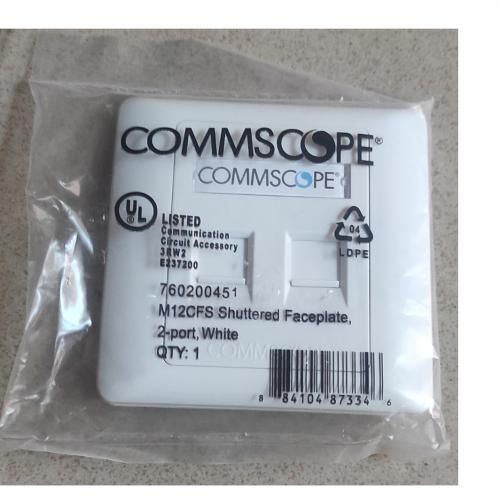 COMMSCOPE®
COMMSCOPE®
UL
LISTED
Communication
Circuit Accessory
3RW2
E237200
04
LDPE
760200451
M12CFS Shuttered Faceplate,
2-port, White
QTY: 1
COMMSCOPE
8 84104 87334 6